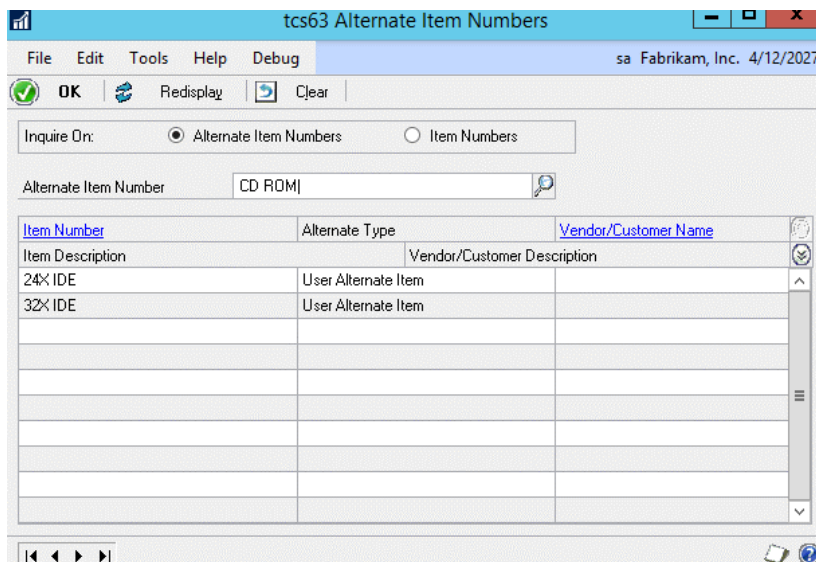 tcs63 Alternate Item Numbers
File Edit Tools Help Debug sa Fabrikam, Inc. 4/12/2027
OK Redisplay Clear
Inquire On: Alternate Item Numbers Item Numbers
Alternate Item Number CD ROM
Item Number Alternate Type Vendor/Customer Name
Item Description Vendor/Customer Description
24X IDE User Alternate Item
32X IDE User Alternate Item